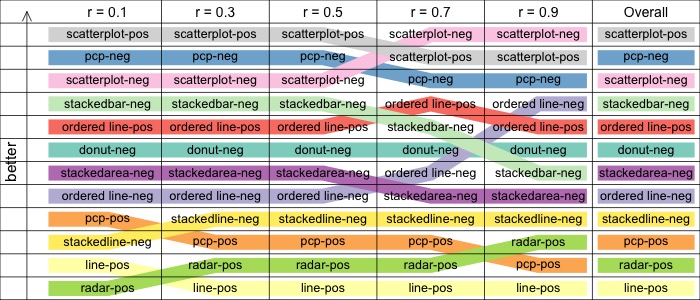 r = 0.1 r = 0.3 r = 0.5 r = 0.7 r = 0.9 Overall
scatterplot-pos scatterplot-pos scatterplot-pos scatterplot-neg scatterplot-neg scatterplot-pos
pcp-neg pcp-neg pcp-neg scatterplot-pos scatterplot-pos pcp-neg
scatterplot-neg scatterplot-neg scatterplot-neg pcp-neg pcp-neg scatterplot-neg
stackedbar-neg stackedbar-neg stackedbar-neg ordered line-pos ordered line-neg stackedbar-neg
ordered line-pos ordered line-pos ordered line-pos stackedbar-neg ordered line-pos ordered line-pos
donut-neg donut-neg donut-neg donut-neg donut-neg donut-neg
stackedarea-neg stackedarea-neg stackedarea-neg ordered line-neg stackedbar-neg stackedarea-neg
ordered line-neg ordered line-neg ordered line-neg stackedarea-neg stackedarea-neg ordered line-neg
pcp-pos stackedline-neg stackedline-neg stackedline-neg stackedline-neg stackedline-neg
stackedline-neg pcp-pos pcp-pos pcp-pos radar-pos pcp-pos
line-pos radar-pos radar-pos radar-pos pcp-pos radar-pos
radar-pos line-pos line-pos line-pos line-pos line-pos
better